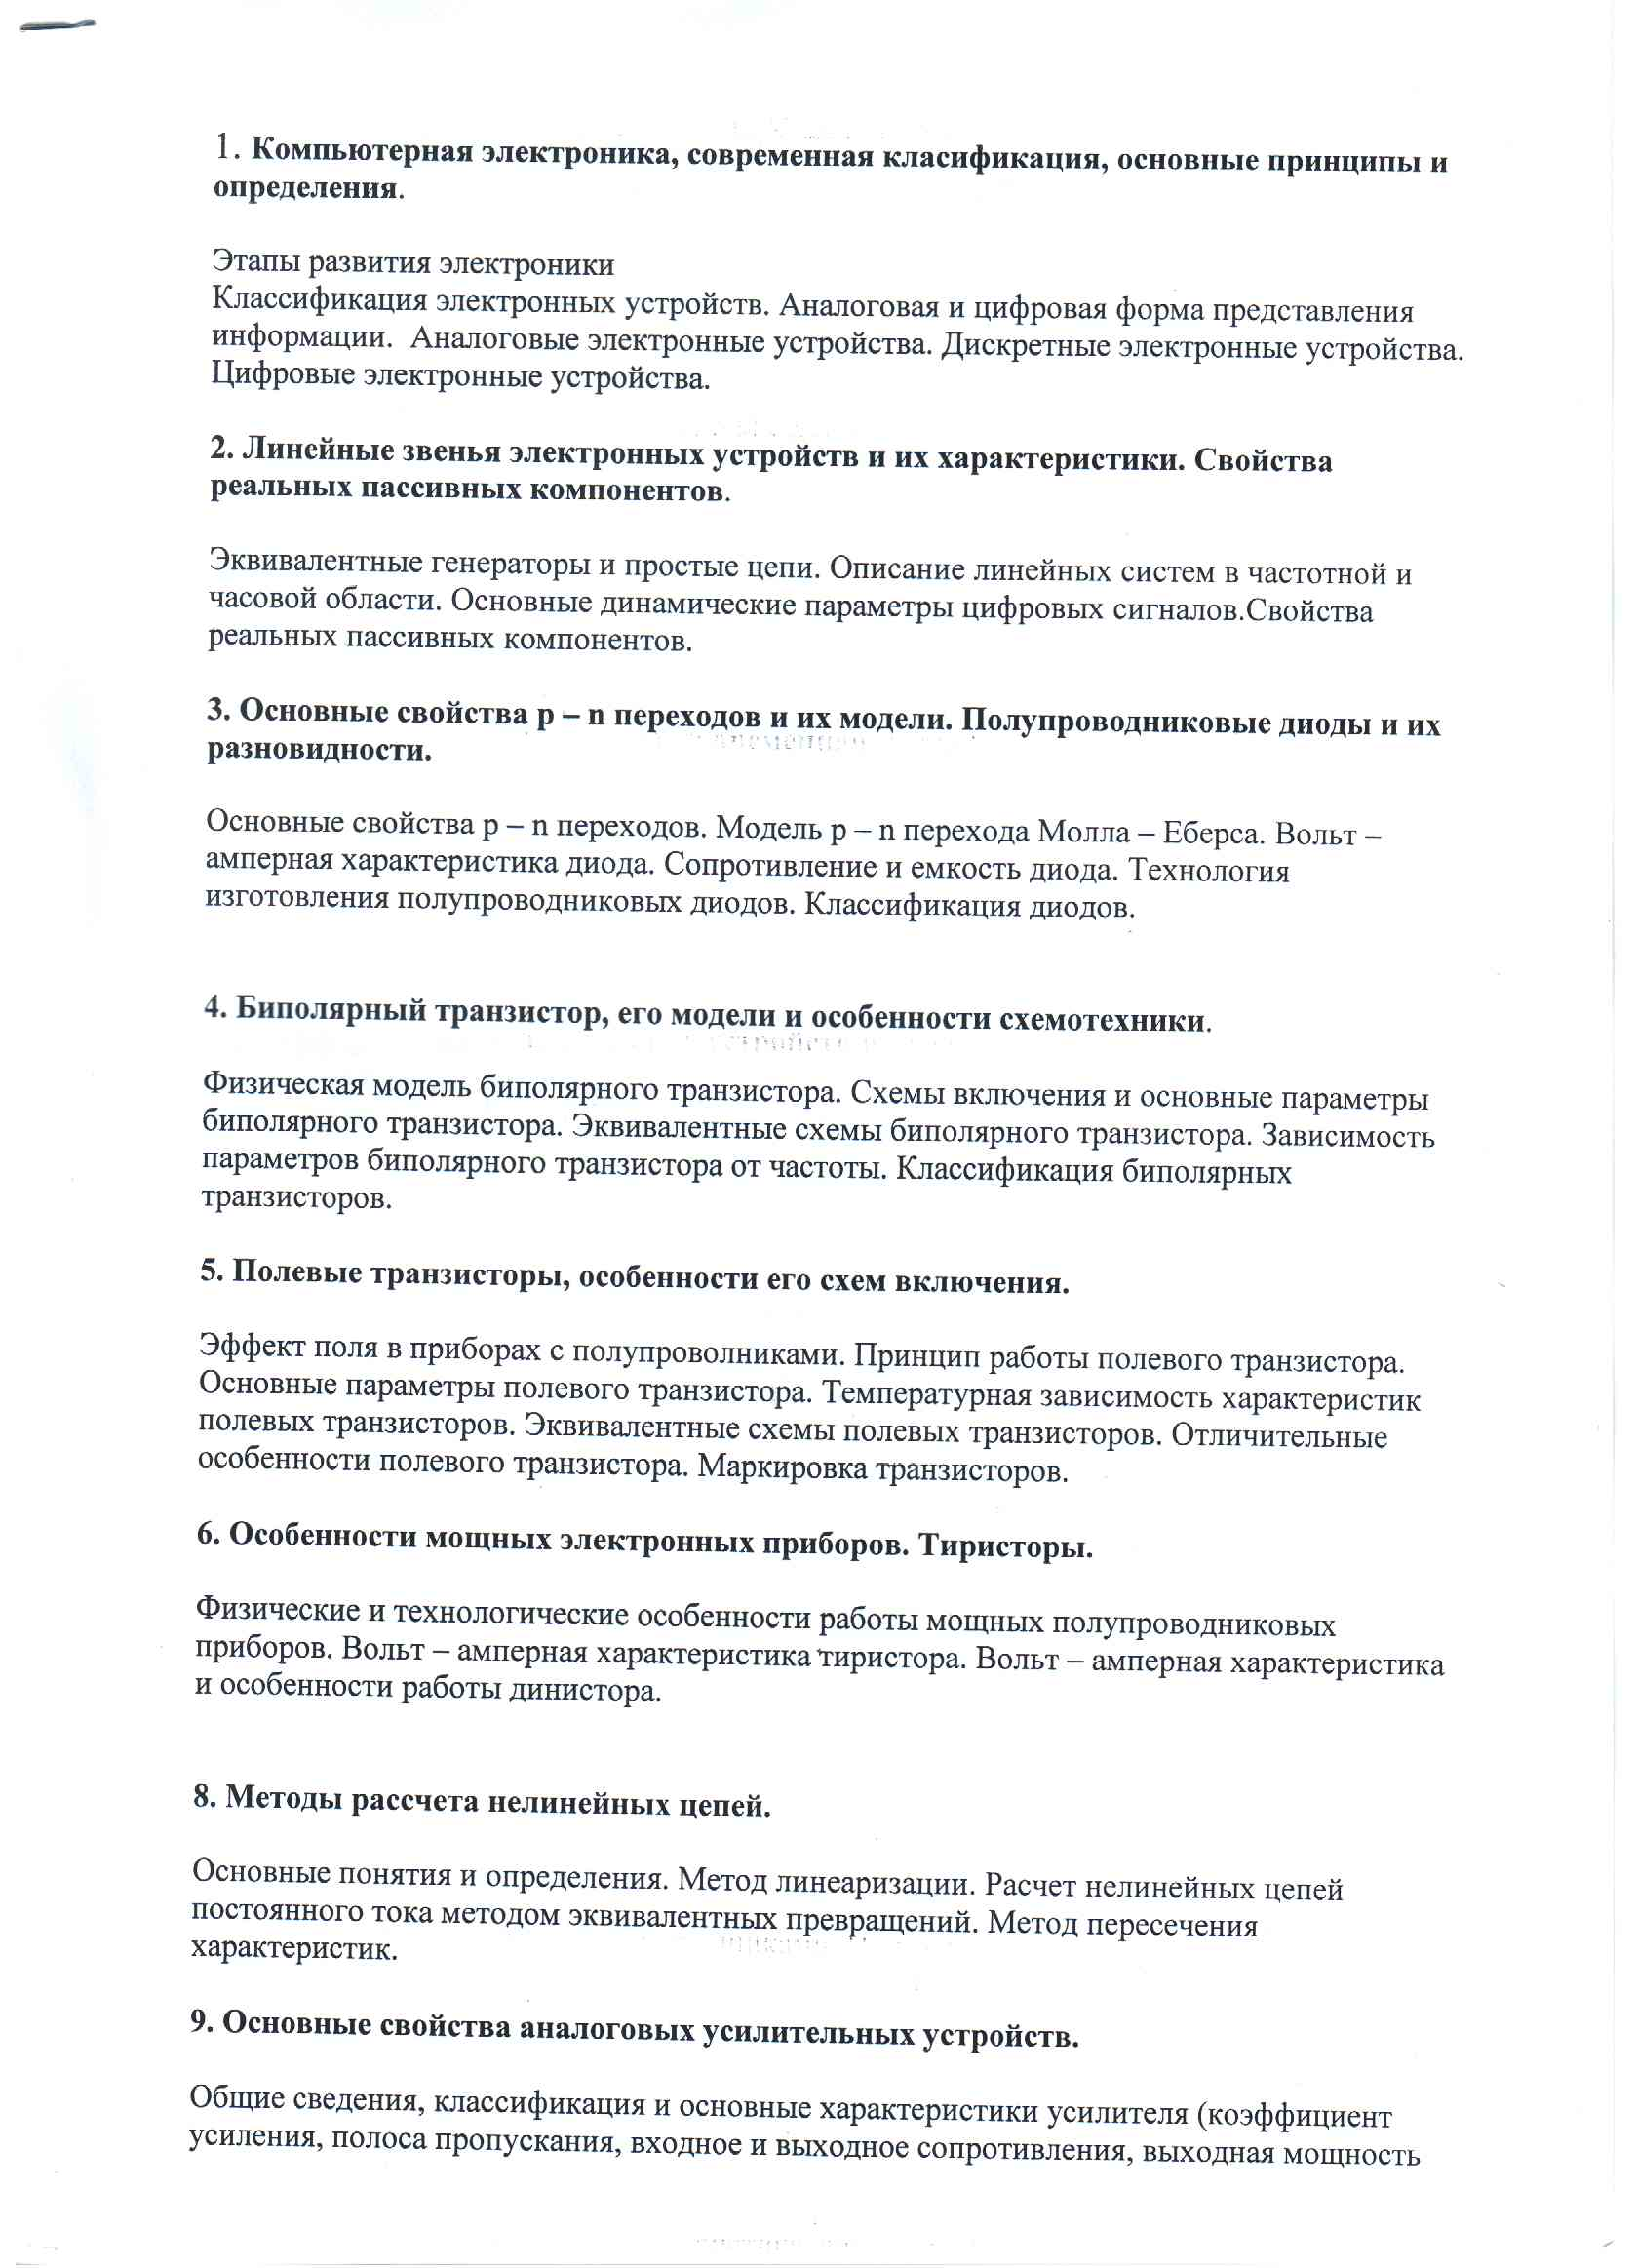 1. Компьютерная электроника, современная класификация, основные принципы и
определения.
Этапы развития электроники
Классификация электронных устройств. Аналоговая и цифровая форма представления
информации. Аналоговые электронные устройства. Дискретные электронные устройства.
Цифровые электронные устройства.
2. Линейные звенья электронных устройств и их характеристики. Свойства
реальных пассивных компонентов.
Эквивалентные генераторы и простые цепи. Описание линейных систем в частотной и
часовой области. Основные динамические параметры цифровых сигналов.Свойства
реальных пассивных компонентов.
3. Основные свойства p – n переходов и их модели. Полупроводниковые диоды и их
разновидности.
Основные свойства p – n переходов. Модель p – n перехода Молла – Еберса. Вольт –
амперная характеристика диода. Сопротивление и емкость диода. Технология
изготовления полупроводниковых диодов. Классификация диодов.
4. Биполярный транзистор, его модели и особенности схемотехники.
Физическая модель биполярного транзистора. Схемы включения и основные параметры
биполярного транзистора. Эквивалентные схемы биполярного транзистора. Зависимость
параметров биполярного транзистора от частоты. Классификация биполярных
транзисторов.
5. Полевые транзисторы, особенности его схем включения.
Эффект поля в приборах с полупроволниками. Принцип работы полевого транзистора.
Основные параметры полевого транзистора. Температурная зависимость характеристик
полевых транзисторов. Эквивалентные схемы полевых транзисторов. Отличительные
особенности полевого транзистора. Маркировка транзисторов.
6. Особенности мощных электронных приборов. Тиристоры.
Физические и технологические особенности работы мощных полупроводниковых
приборов. Вольт – амперная характеристика тиристора. Вольт – амперная характеристика
и особенности работы динистора.
8. Методы рассчета нелинейных цепей.
Основные понятия и определения. Метод линеаризации. Расчет нелинейных цепей
постоянного тока методом эквивалентных превращений. Метод пересечения
характеристик.
9. Основные свойства аналоговых усилительных устройств.
Общие сведения, классификация и основные характеристики усилителя (коэффициент
усиления, полоса пропускания, входное и выходное сопротивления, выходная мощность